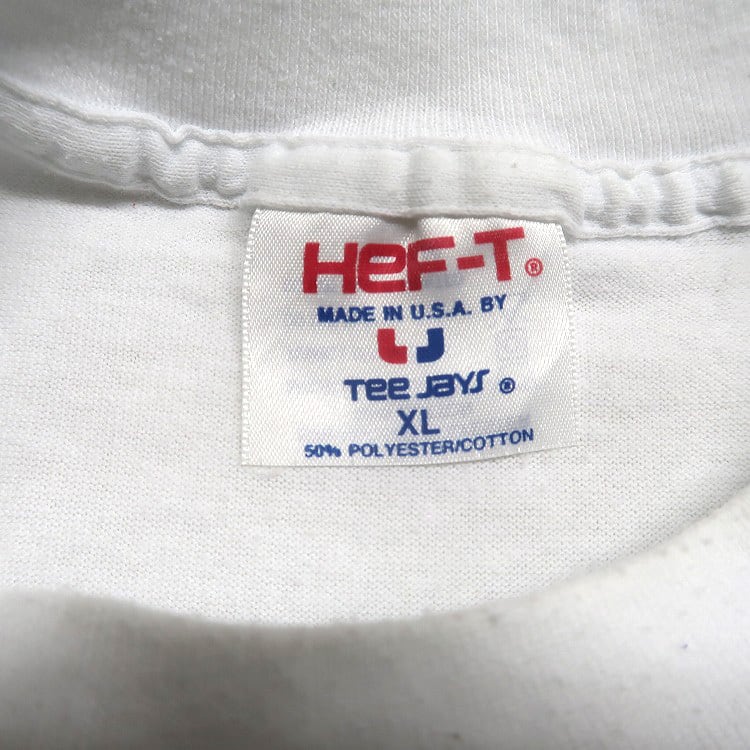 HeF-T®
MADE IN U.S.A. BY
Tee Jays ®
XL
50% POLYESTER/COTTON